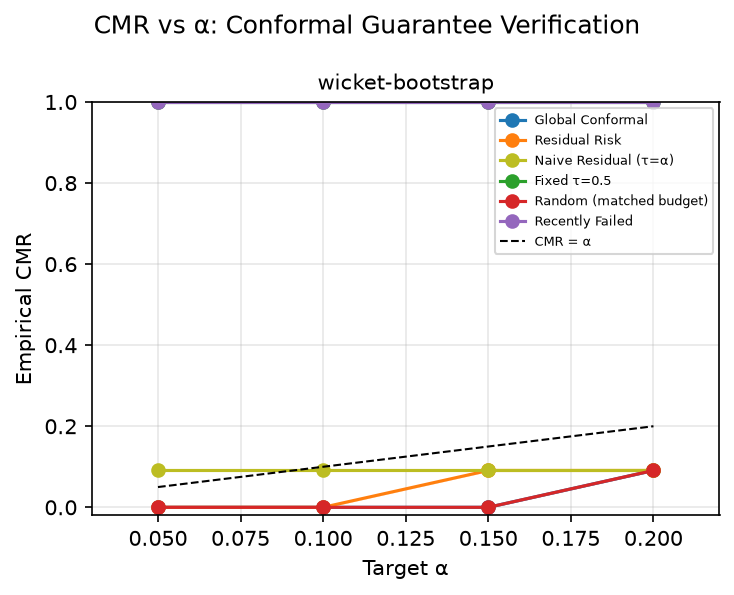 CMR vs α: Conformal Guarantee Verification
wicket-bootstrap
1.0
0.8
0.6
0.4
0.2
0.0
Empirical CMR
Global Conformal
Residual Risk
Naive Residual (τ=α)
Fixed τ=0.5
Random (matched budget)
Recently Failed
CMR = α
0.050 0.075 0.100 0.125 0.150 0.175 0.200
Target α